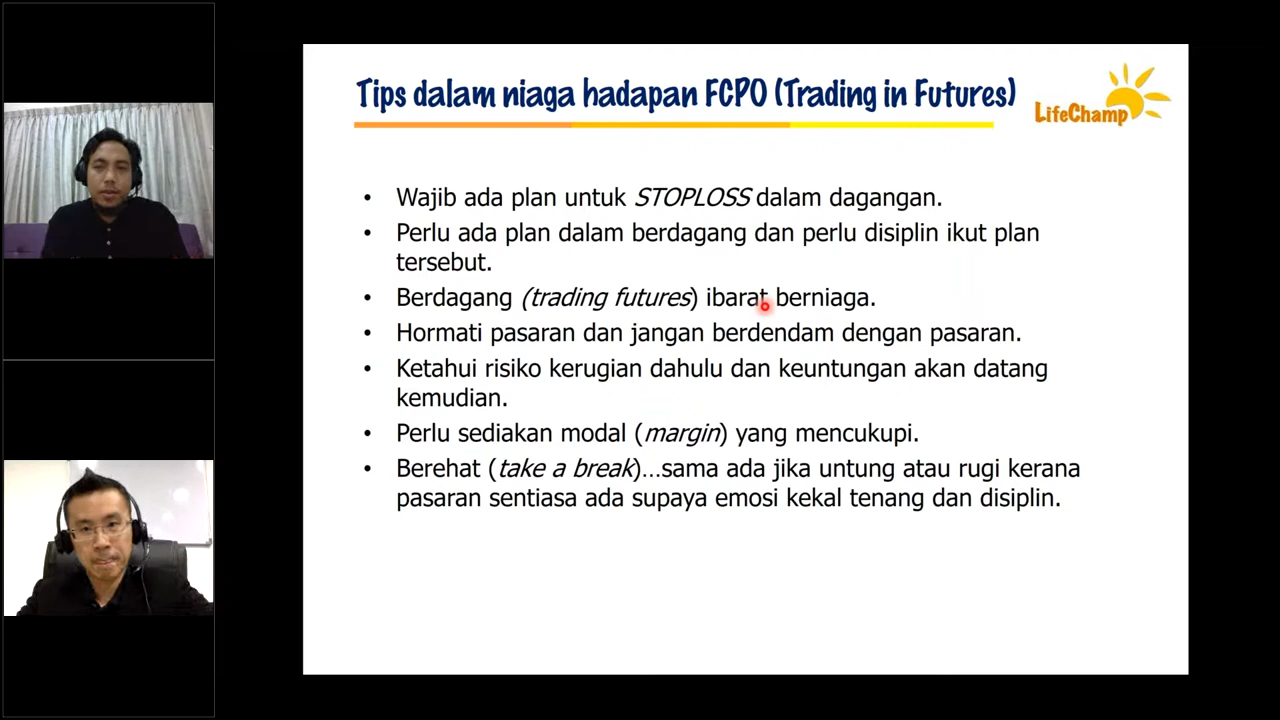 Tips dalam niaga hadapan FCPO (Trading in Futures)
LifeChamp
• Wajib ada plan untuk STOPLOSS dalam dagangan.
• Perlu ada plan dalam berdagang dan perlu disiplin ikut plan
tersebut.
• Berdagang (trading futures) ibarat berniaga.
• Hormati pasaran dan jangan berdendam dengan pasaran.
• Ketahui risiko kerugian dahulu dan keuntungan akan datang
kemudian.
• Perlu sediakan modal (margin) yang mencukupi.
• Berehat (take a break)...sama ada jika untung atau rugi kerana
pasaran sentiasa ada supaya emosi kekal tenang dan disiplin.